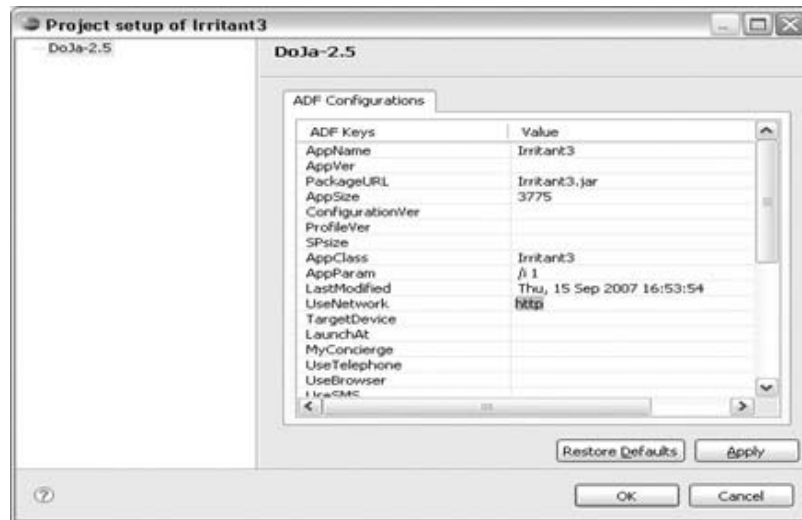 Project setup of Irritant3
DoJa-2.5
DoJa-2.5
ADF Configurations
ADF Keys Value
AppName Irritant3
AppVer
PackageURL Irritant3.jar
AppSize 3775
ConfigurationVer
ProfileVer
SPsize
AppClass Irritant3
AppParam /i 1
LastModified Thu, 15 Sep 2007 16:53:54
UseNetwork http
TargetDevice
LaunchAt
MyConcierge
UseTelephone
UseBrowser
UseSMS
Restore Defaults Apply
OK Cancel